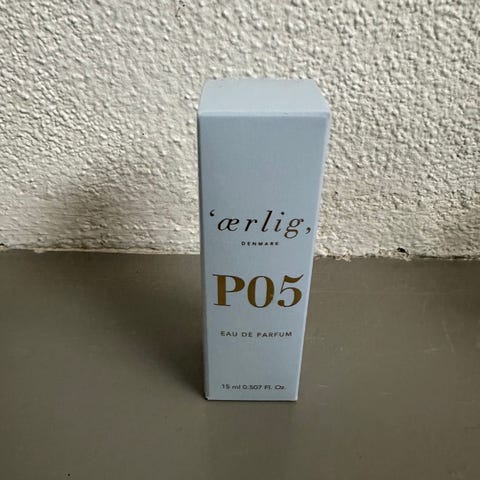 ‘ærlig,
DENMARK
P05
EAU DE PARFUM
15 ml 0.507 Fl. Oz.